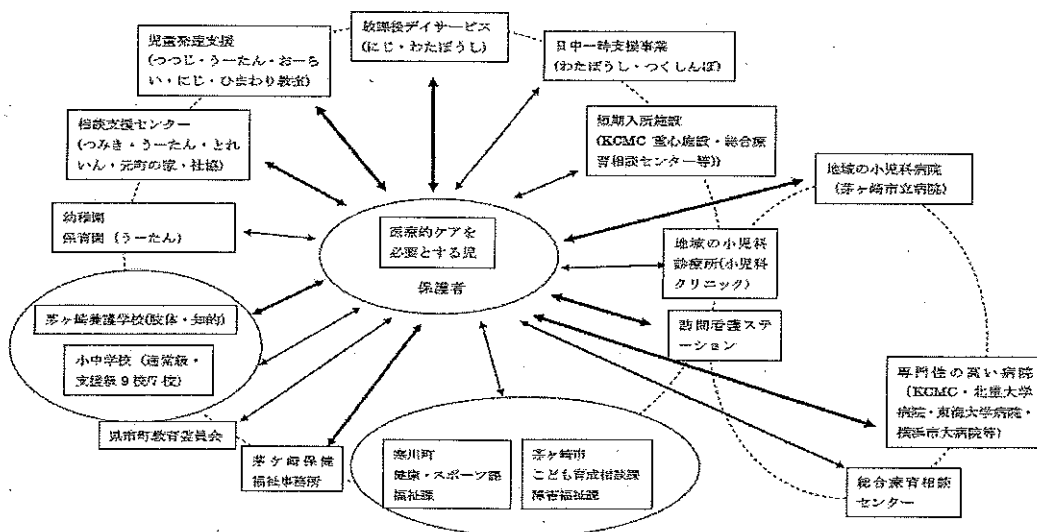 放課後デイサービス
(にじ・わたぼうし)
児童発達支援
(つつじ・うーたん・おーら
い・にじ・ひまわり教室)
日中一時支援事業
(わたぼうし・つくしんぼ)
相談支援センター
(つみき・うーたん・とれ
いん・元町の家・社協)
短期入所施設
(KCMC 重心施設・総合療
育相談センター等))
地域の小児科病院
(茅ヶ崎市立病院)
幼稚園
保育園(うーたん)
医療的ケアを
必要とする児
保護者
地域の小児科
診療所(小児科
クリニック)
茅ヶ崎養護学校(肢体・知的)
小中学校(通常級・
支援級9校/7校)
訪問看護ステ
ーション
専門性の高い病院
(KCMC・北里大学
病院・東海大学病院・
横浜市大病院等)
県市町教育委員会
茅ヶ崎保健
福祉事務所
寒川町
健康・スポーツ課
福祉課
茅ヶ崎市
こども育成相談課
障害福祉課
総合療育相談
センター